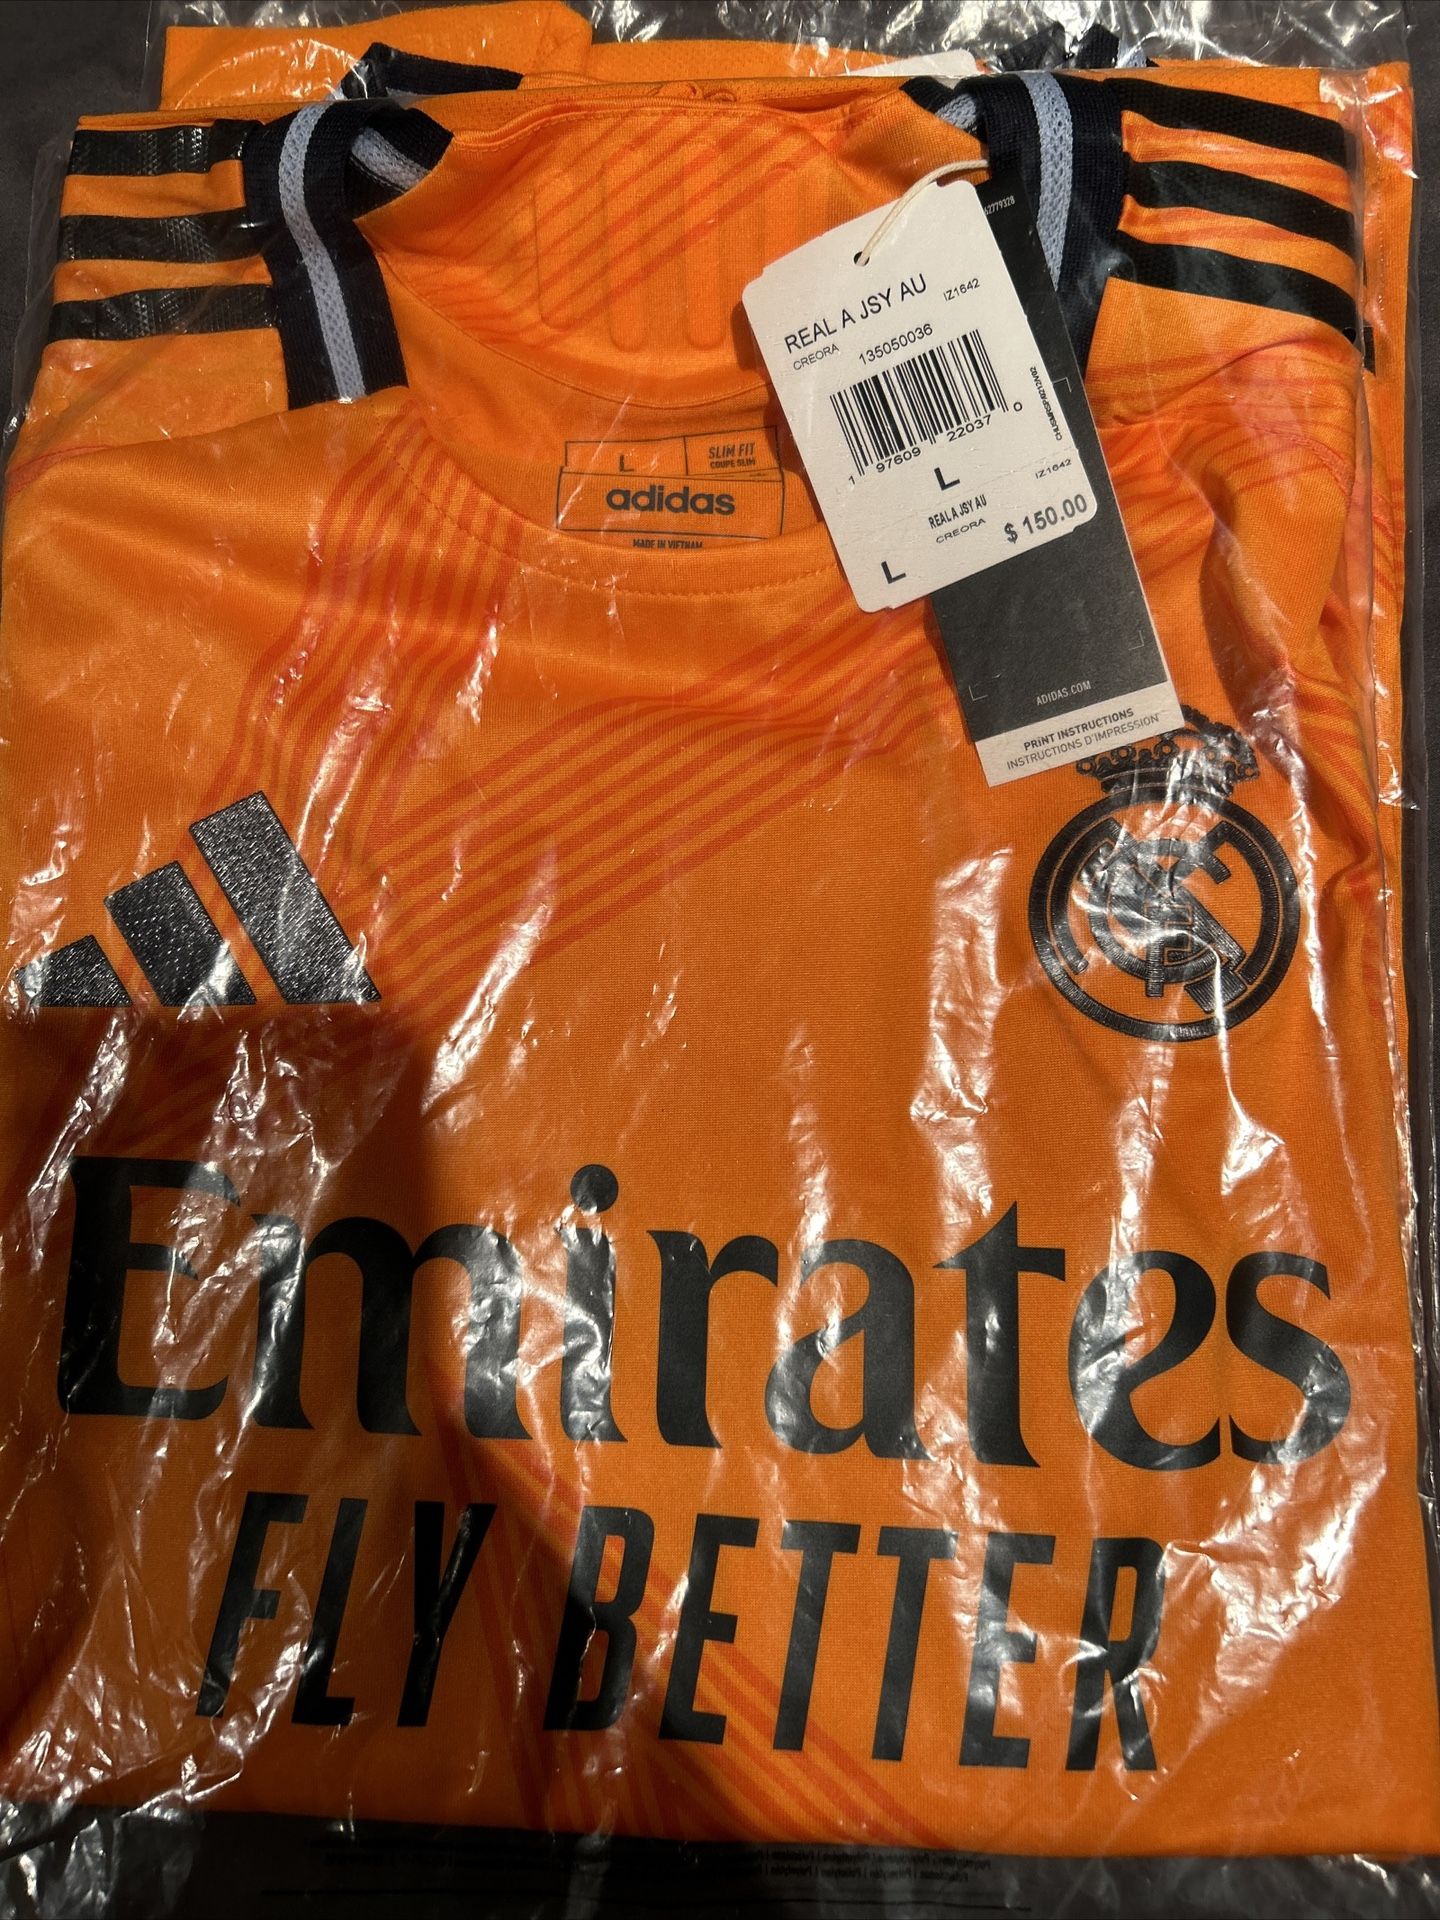 62779328
REAL A JSY AU
IZ1642
CREORA
135050036
1 97609 22037 0
L
REAL A JSY AU
IZ1642
CREORA
$ 150.00
L
L
SLIM FIT
COUPE SLIM
adidas
MADE IN VIETNAM
ADIDAS.COM
PRINT INSTRUCTIONS
INSTRUCTIONS D'IMPRESSION
Emirates
FLY BETTER